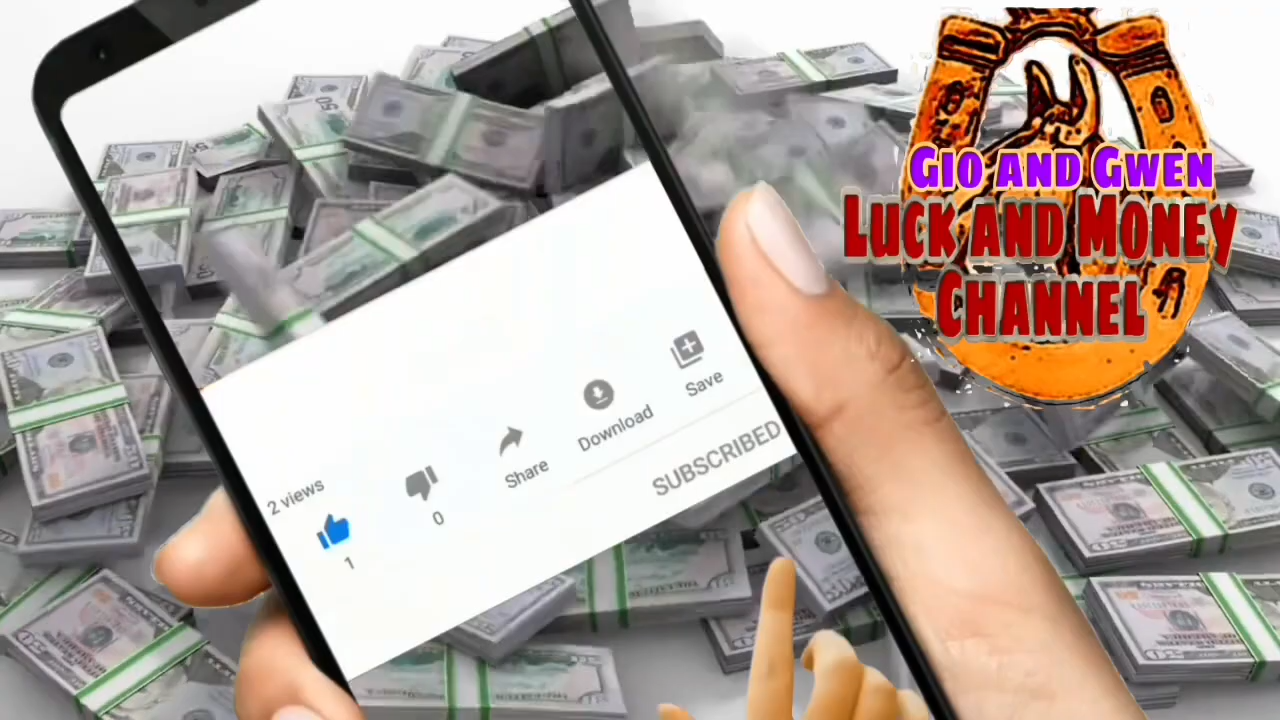 Gio and Gwen
Luck and Money
Channel
2 views
1
0
Share
Download
Save
SUBSCRIBED